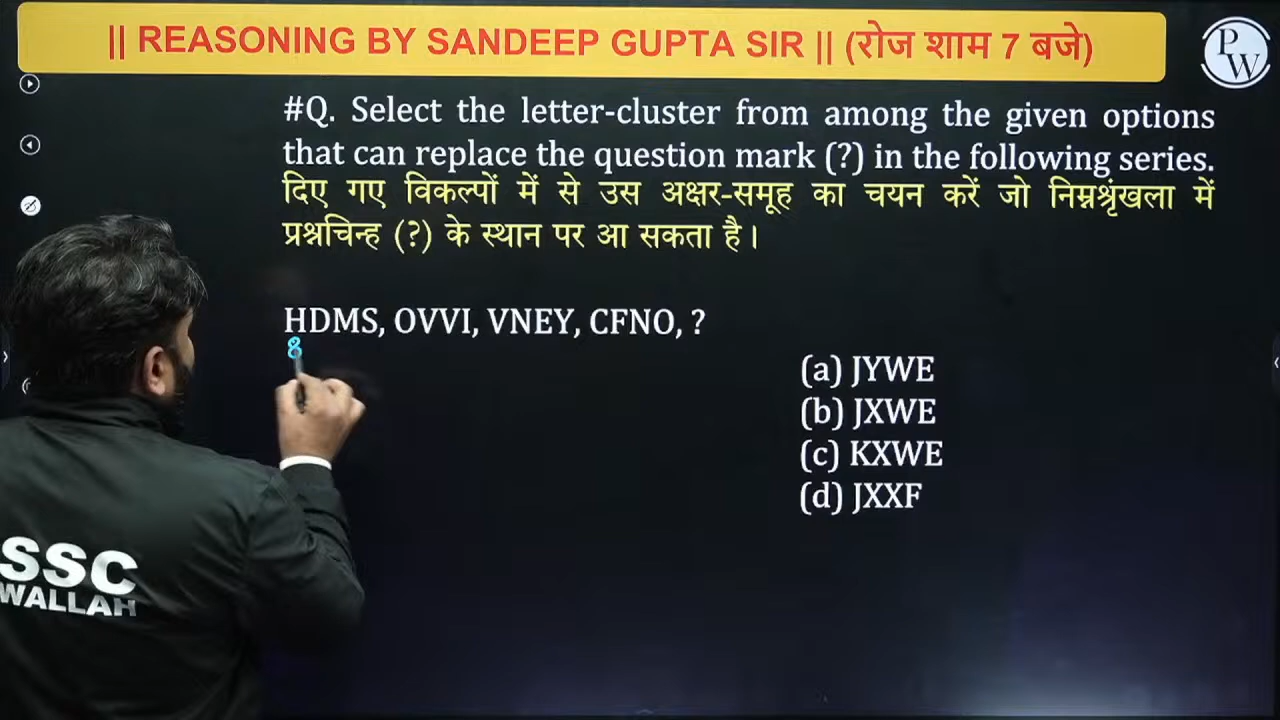 || REASONING BY SANDEEP GUPTA SIR || (रोज शाम 7 बजे)
PW
#Q. Select the letter-cluster from among the given options
that can replace the question mark (?) in the following series.
दिए गए विकल्पों में से उस अक्षर-समूह का चयन करें जो निम्नश्रृंखला में
प्रश्नचिन्ह (?) के स्थान पर आ सकता है।
HDMS, OVVI, VNEY, CFNO, ?
8
(a) JYWE
(b) JXWE
(c) KXWE
(d) JXXF
SSC
WALLAH